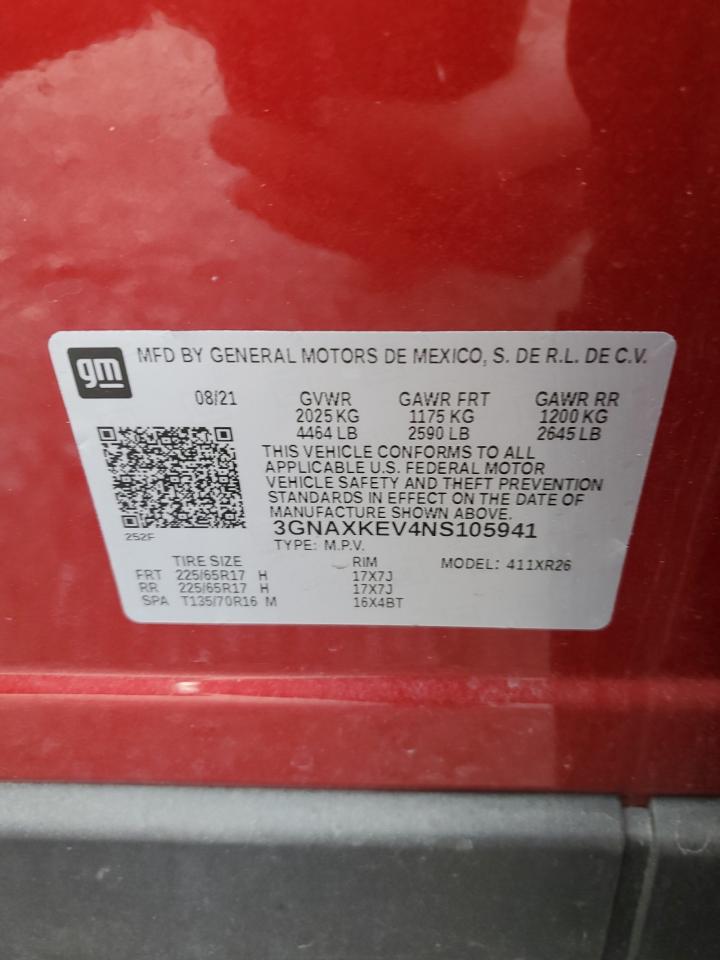 gm
MFD BY GENERAL MOTORS DE MEXICO, S. DE R.L. DE C.V.
08/21 GVWR GAWR FRT GAWR RR
2025 KG 1175 KG 1200 KG
4464 LB 2590 LB 2645 LB
THIS VEHICLE CONFORMS TO ALL
APPLICABLE U.S. FEDERAL MOTOR
VEHICLE SAFETY AND THEFT PREVENTION
STANDARDS IN EFFECT ON THE DATE OF
MANUFACTURE SHOWN ABOVE.
3GNAXKEV4NS105941
252F
TYPE: M.P.V.
TIRE SIZE RIM MODEL: 411XR26
FRT 225/65R17 H 17X7J
RR 225/65R17 H 17X7J
SPA T135/70R16 M 16X4BT